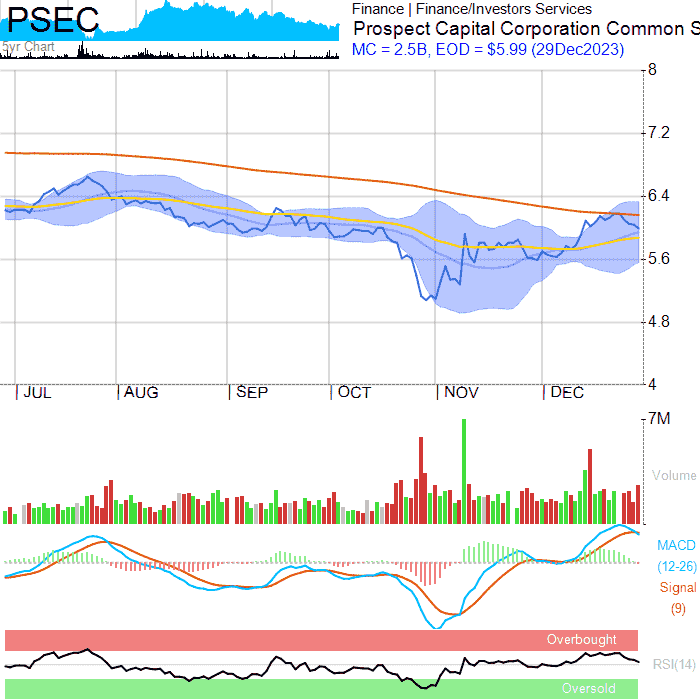 PSEC
5yr Chart
Finance | Finance/Investors Services
Prospect Capital Corporation Common S
MC = 2.5B, EOD = $5.99 (29Dec2023)
8
7.2
6.4
5.6
4.8
4
JUL AUG SEP OCT NOV DEC
7M
Volume
MACD
(12-26)
Signal
(9)
Overbought
RSI(14)
Oversold